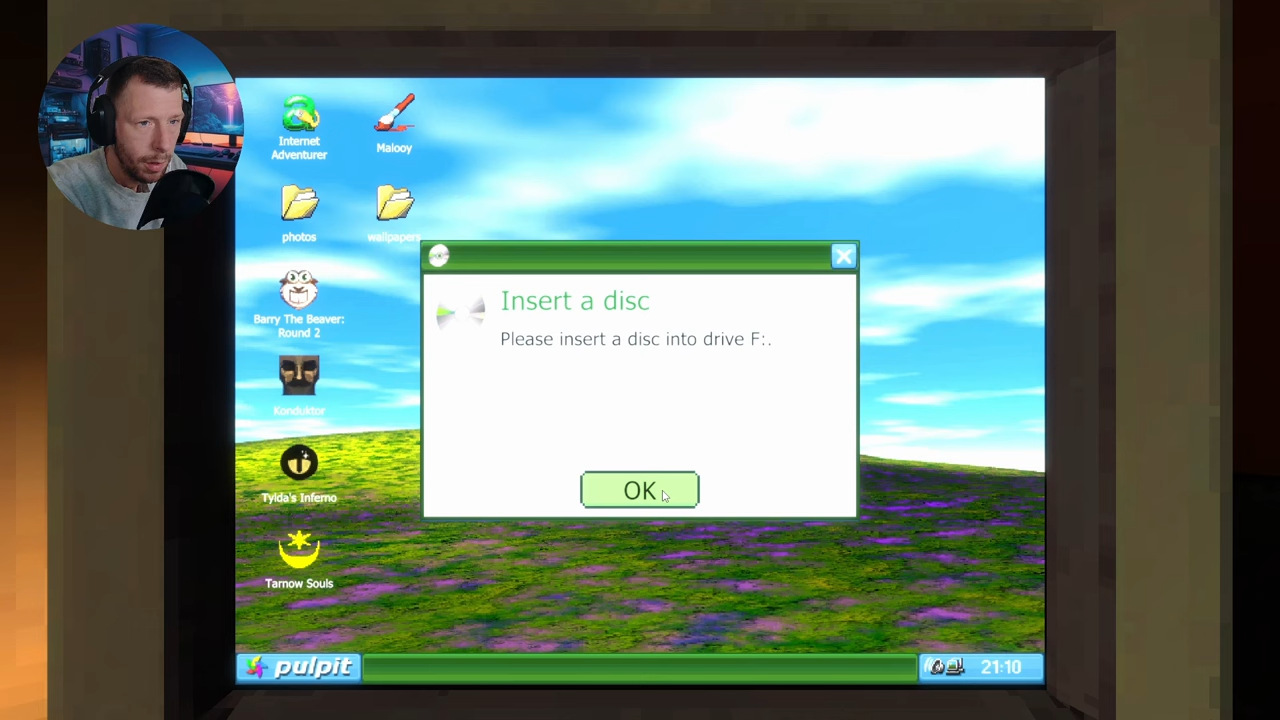 Internet
Adventurer
Malooy
photos
wallpapers
Barry The Beaver:
Round 2
Konduktor
Tylda's Inferno
Tarnow Souls
Insert a disc
Please insert a disc into drive F:.
OK
pulpit
21:10